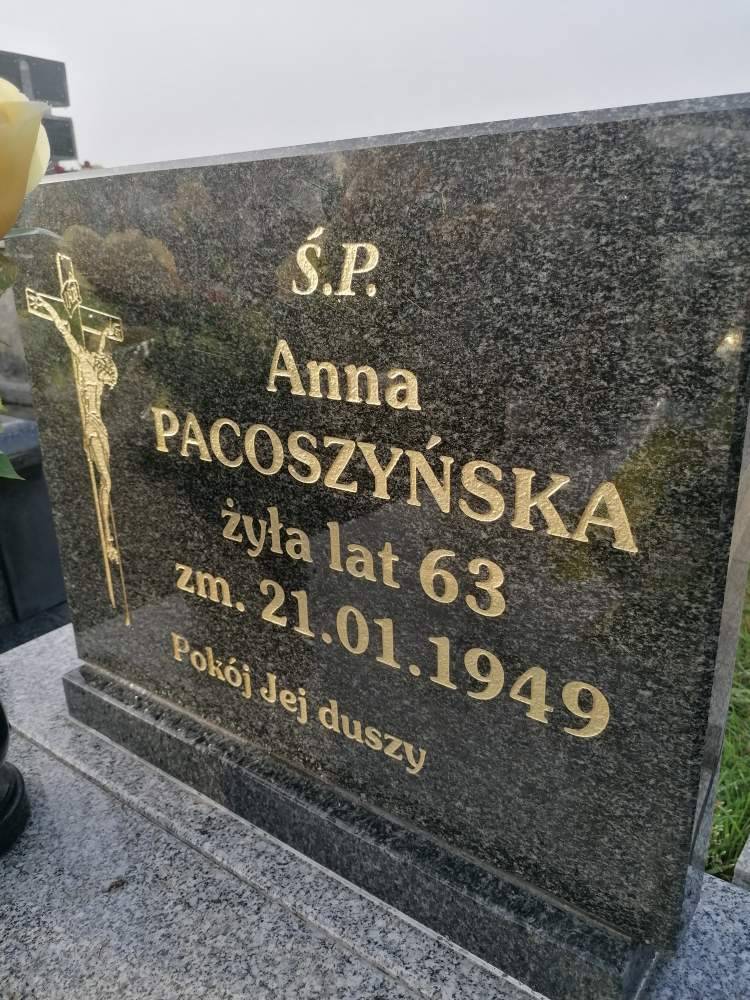 Ś.P.
Anna
PACOSZYŃSKA
żyła lat 63
zm. 21.01.1949
Pokój Jej duszy